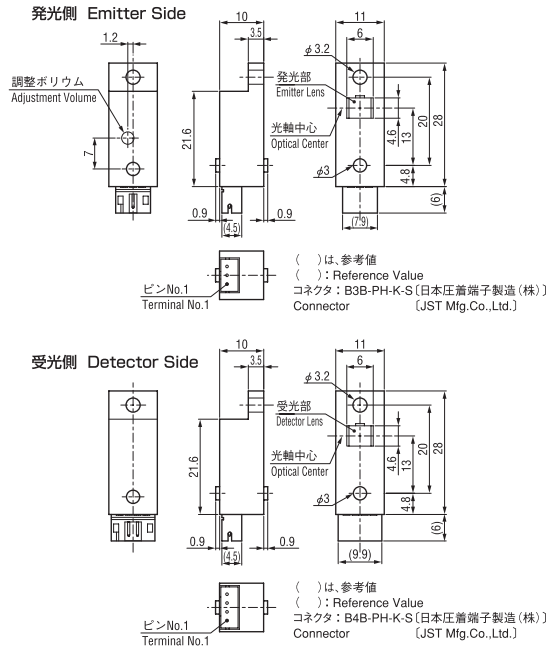 発光側 Emitter Side
10
11
3.5
6
1.2
φ3.2
調整ボリウム
Adjustment Volume
発光部
Emitter Lens
光軸中心
Optical Center
21.6
7
4.6
13
20
28
φ3
4.8
(6)
0.9
0.9
(4.5)
(7.9)
ピンNo.1
Terminal No.1
( )は、参考値
( ):Reference Value
コネクタ:B3B-PH-K-S〔日本圧着端子製造(株)〕
Connector 〔JST Mfg.Co.,Ltd.〕
受光側 Detector Side
10
11
3.5
6
φ3.2
受光部
Detector Lens
光軸中心
Optical Center
21.6
4.6
13
20
28
φ3
4.8
(6)
0.9
0.9
(4.5)
(9.9)
ピンNo.1
Terminal No.1
( )は、参考値
( ):Reference Value
コネクタ:B4B-PH-K-S〔日本圧着端子製造(株)〕
Connector 〔JST Mfg.Co.,Ltd.〕